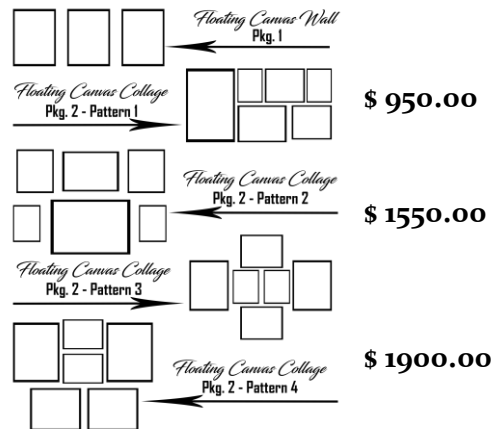 Floating Canvas Wall
Pkg. 1
Floating Canvas Collage
Pkg. 2 - Pattern 1
$ 950.00
Floating Canvas Collage
Pkg. 2 - Pattern 2
$ 1550.00
Floating Canvas Collage
Pkg. 2 - Pattern 3
$ 1900.00
Floating Canvas Collage
Pkg. 2 - Pattern 4